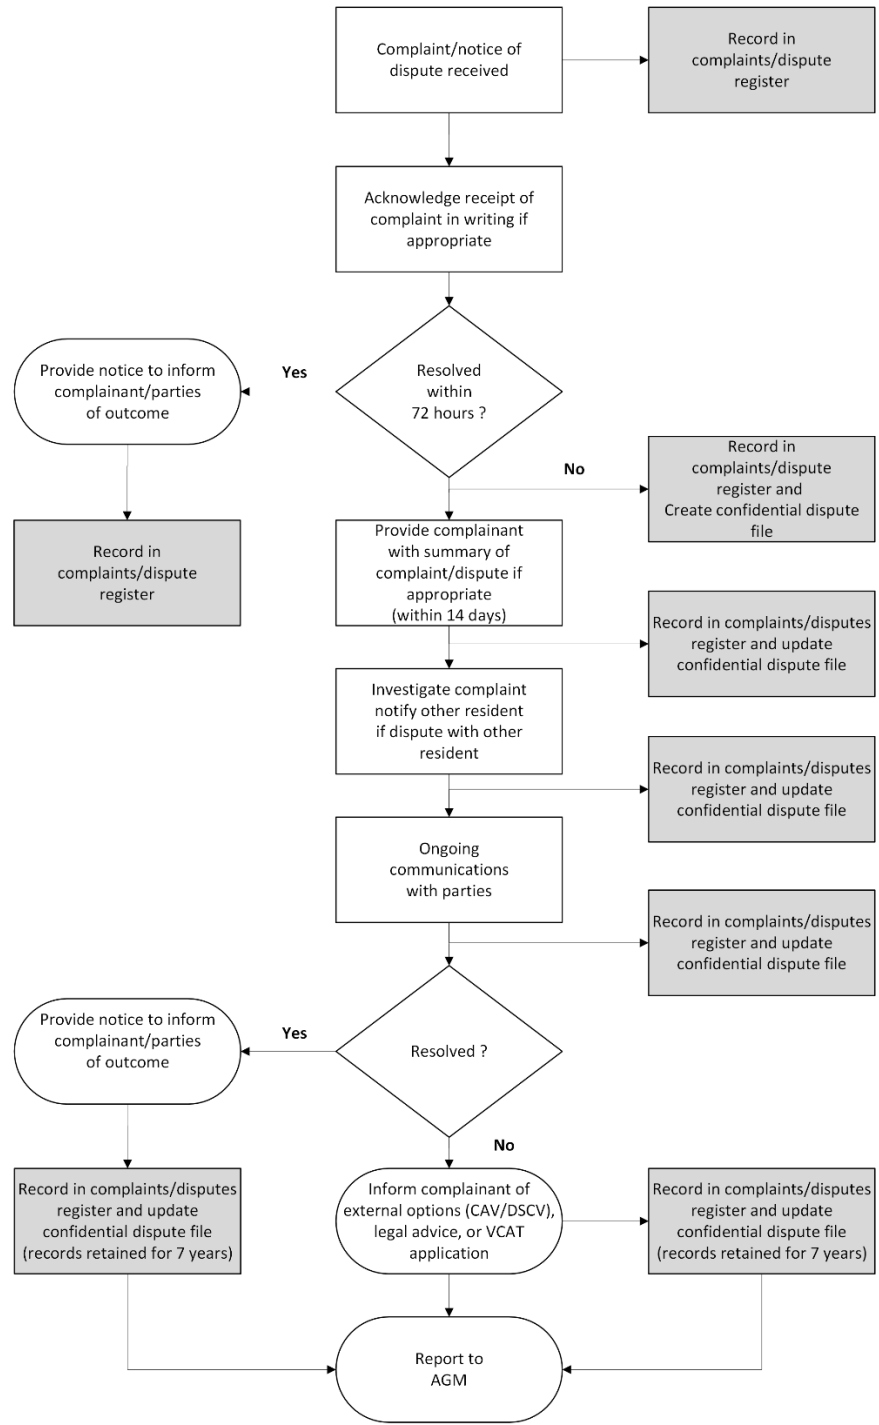 Complaint/notice of
dispute received
Record in
complaints/dispute
register
Acknowledge receipt of
complaint in writing if
appropriate
Provide notice to inform
complainant/parties
of outcome
Yes
Resolved
within
72 hours ?
No
Record in
complaints/dispute
register and
Create confidential dispute
file
Record in
complaints/dispute
register
Provide complainant
with summary of
complaint/dispute if
appropriate
(within 14 days)
Record in complaints/disputes
register and update
confidential dispute file
Investigate complaint
notify other resident
if dispute with other
resident
Record in complaints/disputes
register and update
confidential dispute file
Ongoing
communications
with parties
Record in complaints/disputes
register and update
confidential dispute file
Provide notice to inform
complainant/parties
of outcome
Yes
Resolved ?
No
Record in complaints/disputes
register and update
confidential dispute file
(records retained for 7 years)
Inform complainant of
external options (CAV/DSCV),
legal advice, or VCAT
application
Record in complaints/disputes
register and update
confidential dispute file
(records retained for 7 years)
Report to
AGM